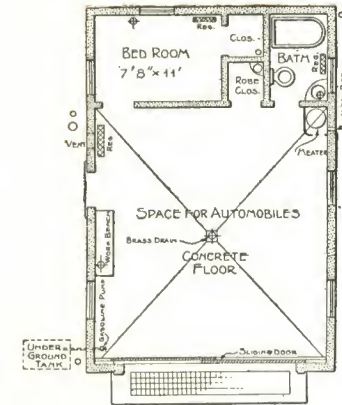 REG.
CLOS.
BED ROOM
7' 8" × 11'
BATH
REG.
ROBE
CLOS.
VENT
REG.
HEATER
SPACE FOR AUTOMOBILES
BRASS DRAIN
CONCRETE
FLOOR
WORK BENCH
GASOLINE PUMP
UNDER
GROUND
TANK
SLIDING DOOR